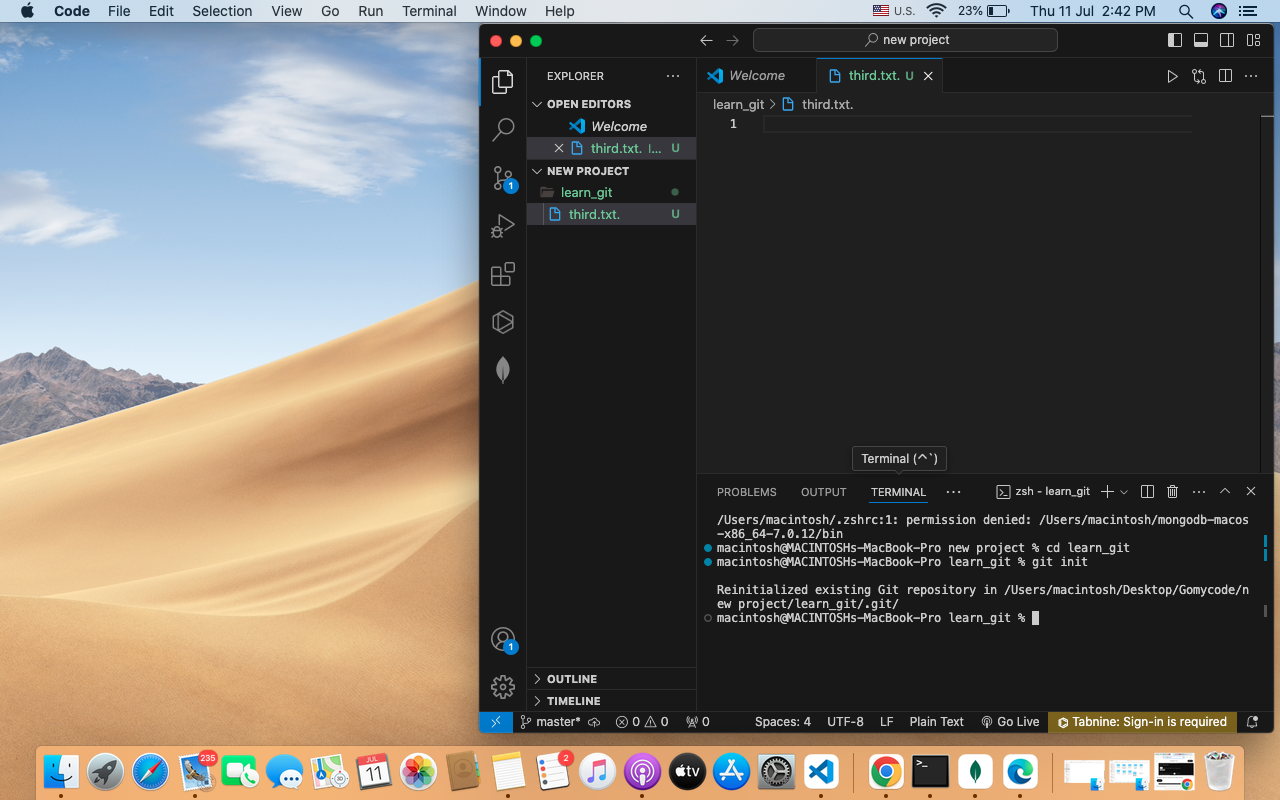 Code File Edit Selection View Go Run Terminal Window Help U.S. 23% Thu 11 Jul 2:42 PM
new project
EXPLORER
OPEN EDITORS
Welcome
third.txt. l... U
NEW PROJECT
learn_git
third.txt. U
OUTLINE
TIMELINE
1
1
Welcome third.txt. U
learn_git > third.txt.
1
Terminal (^`)
PROBLEMS OUTPUT TERMINAL ... zsh - learn_git
/Users/macintosh/.zshrc:1: permission denied: /Users/macintosh/mongodb-macos
-x86_64-7.0.12/bin
macintosh@MACINTOSHs-MacBook-Pro new project % cd learn_git
macintosh@MACINTOSHs-MacBook-Pro learn_git % git init
Reinitialized existing Git repository in /Users/macintosh/Desktop/Gomycode/n
ew project/learn_git/.git/
macintosh@MACINTOSHs-MacBook-Pro learn_git %
master* 0 0 0 Spaces: 4 UTF-8 LF Plain Text Go Live Tabnine: Sign-in is required
235 JUL 11 2 tv >_